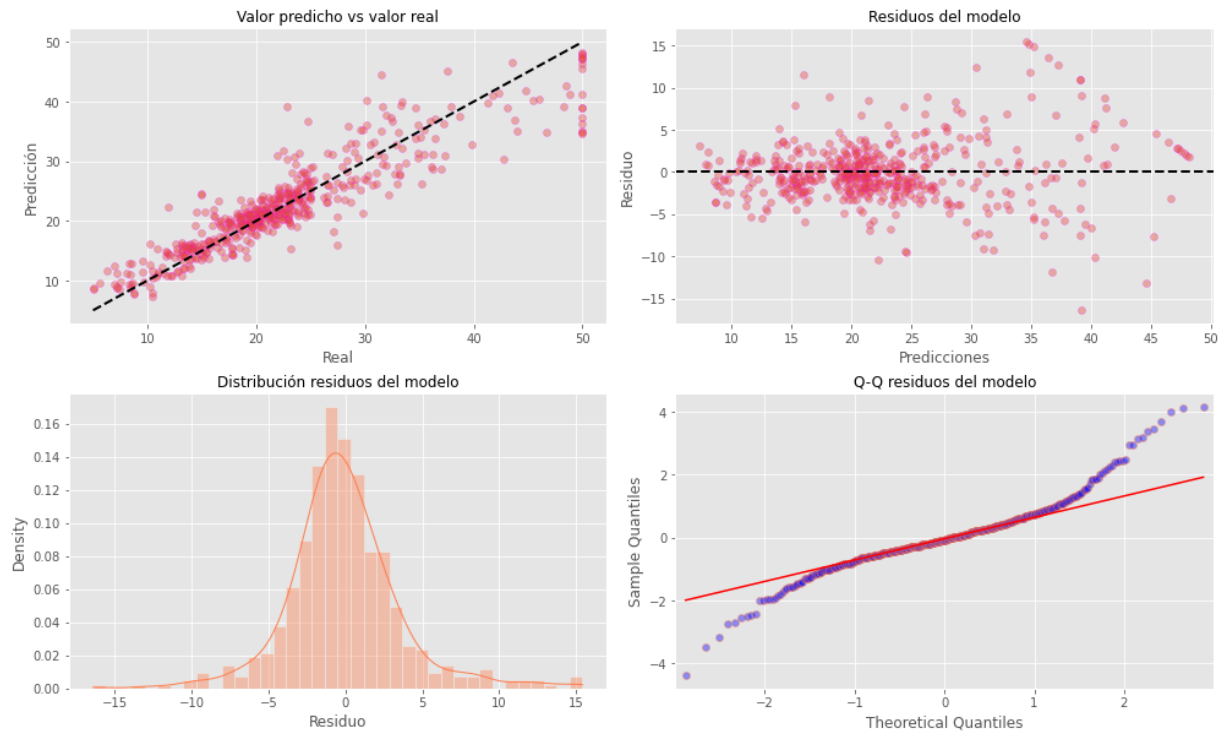 Valor predicho vs valor real
50
40
30
20
10
Predicción
10 20 30 40 50
Real
Residuos del modelo
15
10
5
0
−5
−10
−15
Residuo
10 15 20 25 30 35 40 45 50
Predicciones
Distribución residuos del modelo
0.16
0.14
0.12
0.10
0.08
0.06
0.04
0.02
0.00
Density
−15 −10 −5 0 5 10 15
Residuo
Q-Q residuos del modelo
4
2
0
−2
−4
Sample Quantiles
−2 −1 0 1 2
Theoretical Quantiles